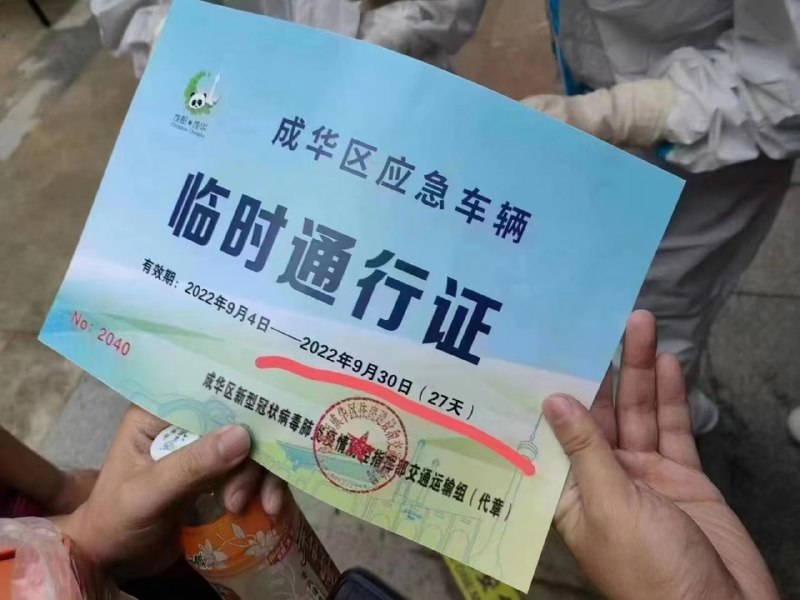 成华区应急车辆
临时通行证
有效期：2022年9月4日——2022年9月30日（27天）
No: 2040
成华区新型冠状病毒肺炎疫情防控指挥部交通运输组（代章）